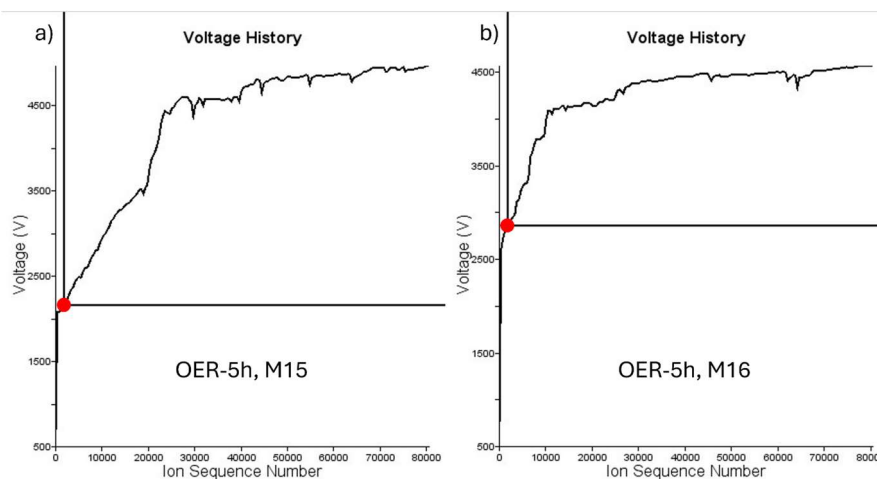 a)
Voltage History
4500
3500
2500
1500
500
Voltage (V)
OER-5h, M15
0 10000 20000 30000 40000 50000 60000 70000 80000
Ion Sequence Number
b)
Voltage History
4500
3500
2500
1500
500
Voltage (V)
OER-5h, M16
0 10000 20000 30000 40000 50000 60000 70000 80000
Ion Sequence Number